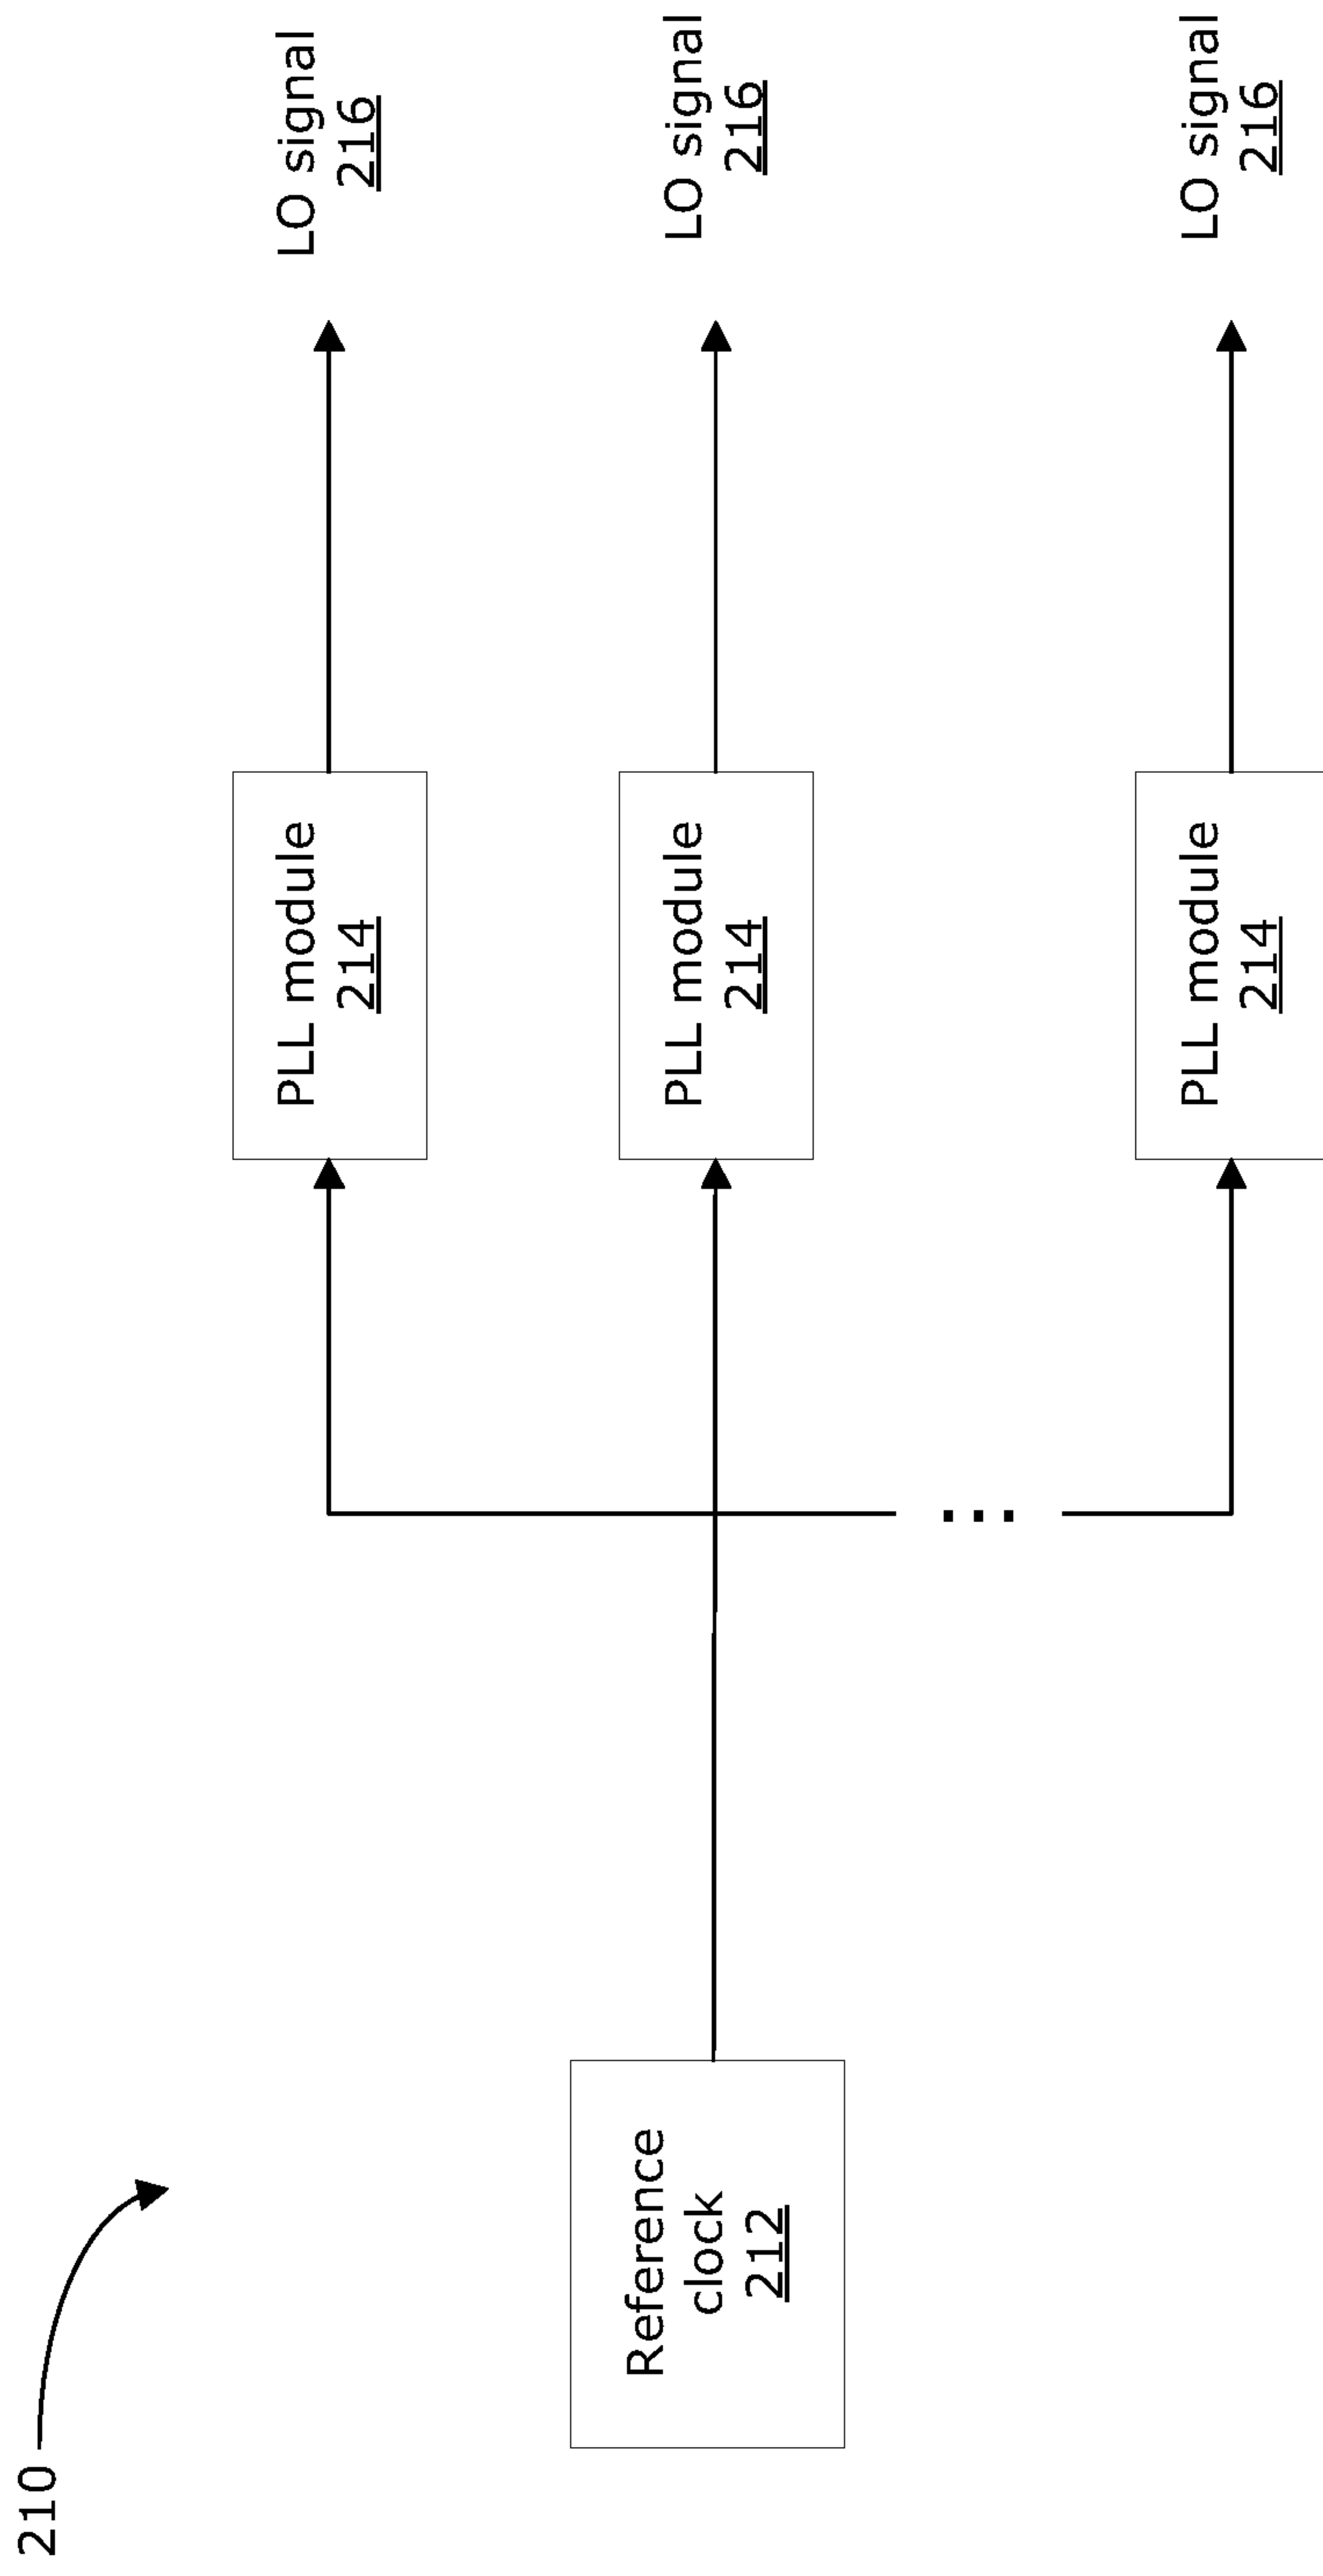 210
Reference
clock
212
PLL module
214
LO signal
216
PLL module
214
LO signal
216
...
PLL module
214
LO signal
216